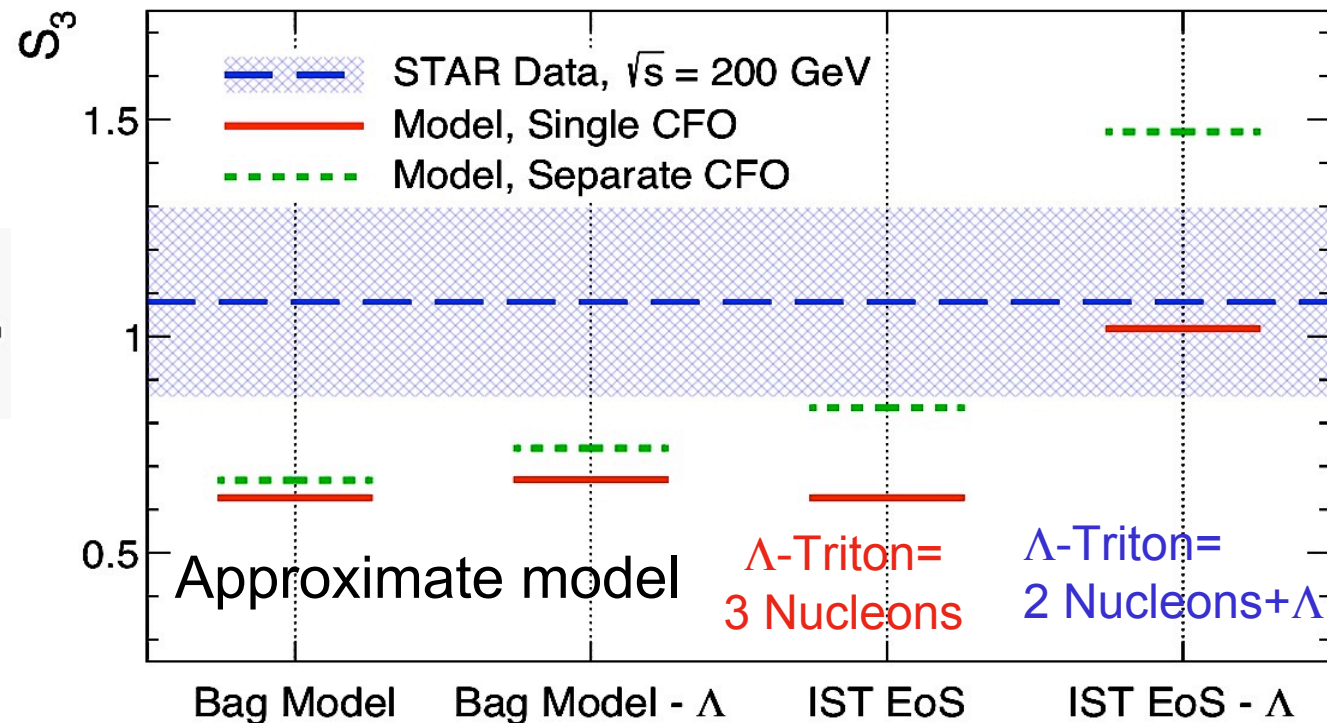 S₃
STAR Data, √s = 200 GeV
Model, Single CFO
Model, Separate CFO
1.5
1
0.5
Approximate model
Λ-Triton=
3 Nucleons
Λ-Triton=
2 Nucleons+Λ
Bag Model
Bag Model - Λ
IST EoS
IST EoS - Λ